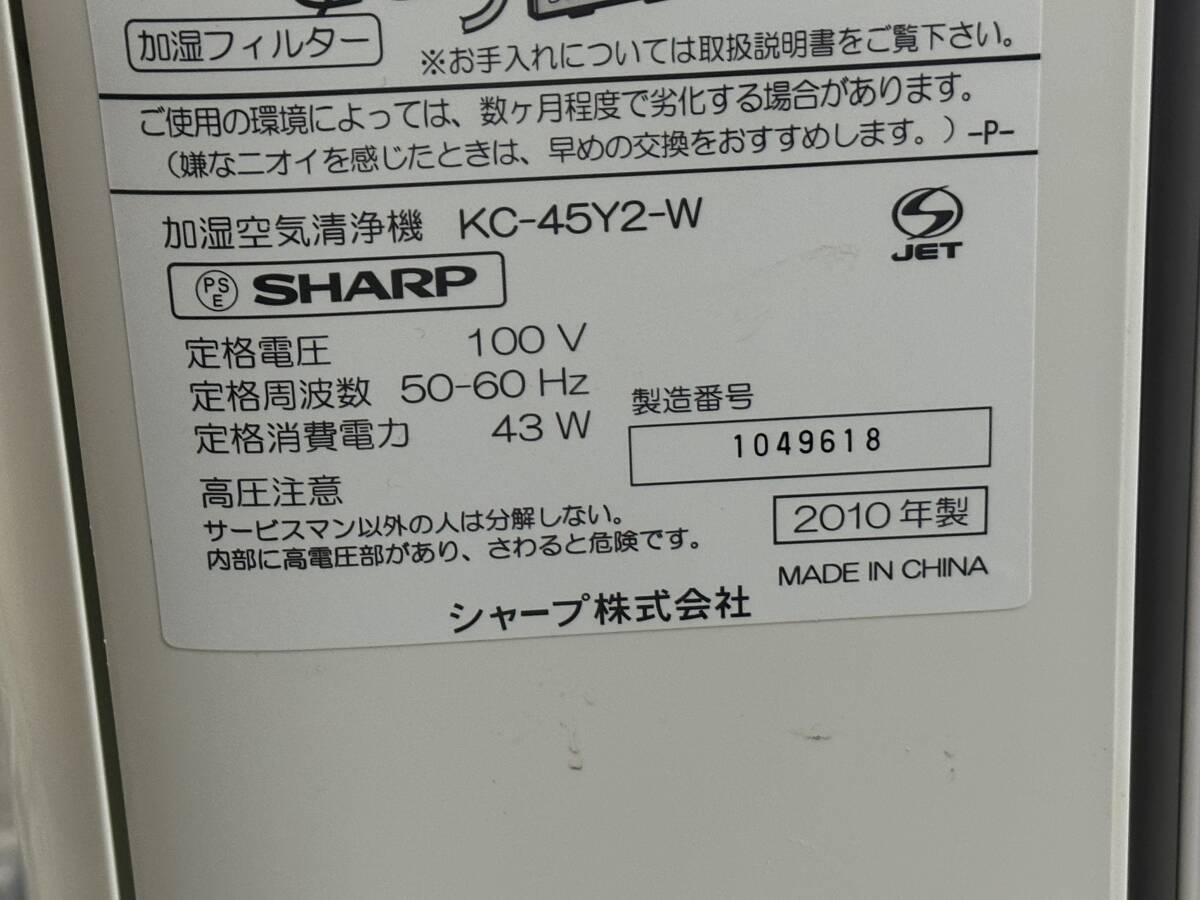 加湿フィルター
※お手入れについては取扱説明書をご覧下さい。
ご使用の環境によっては、数ヶ月程度で劣化する場合があります。
（嫌なニオイを感じたときは、早めの交換をおすすめします。）-P-
加湿空気清浄機 KC-45Y2-W
JET
PSE SHARP
定格電圧 100 V
定格周波数 50-60 Hz
定格消費電力 43 W
製造番号
1049618
高圧注意
サービスマン以外の人は分解しない。
内部に高電圧部があり、さわると危険です。
2010年製
MADE IN CHINA
シャープ株式会社